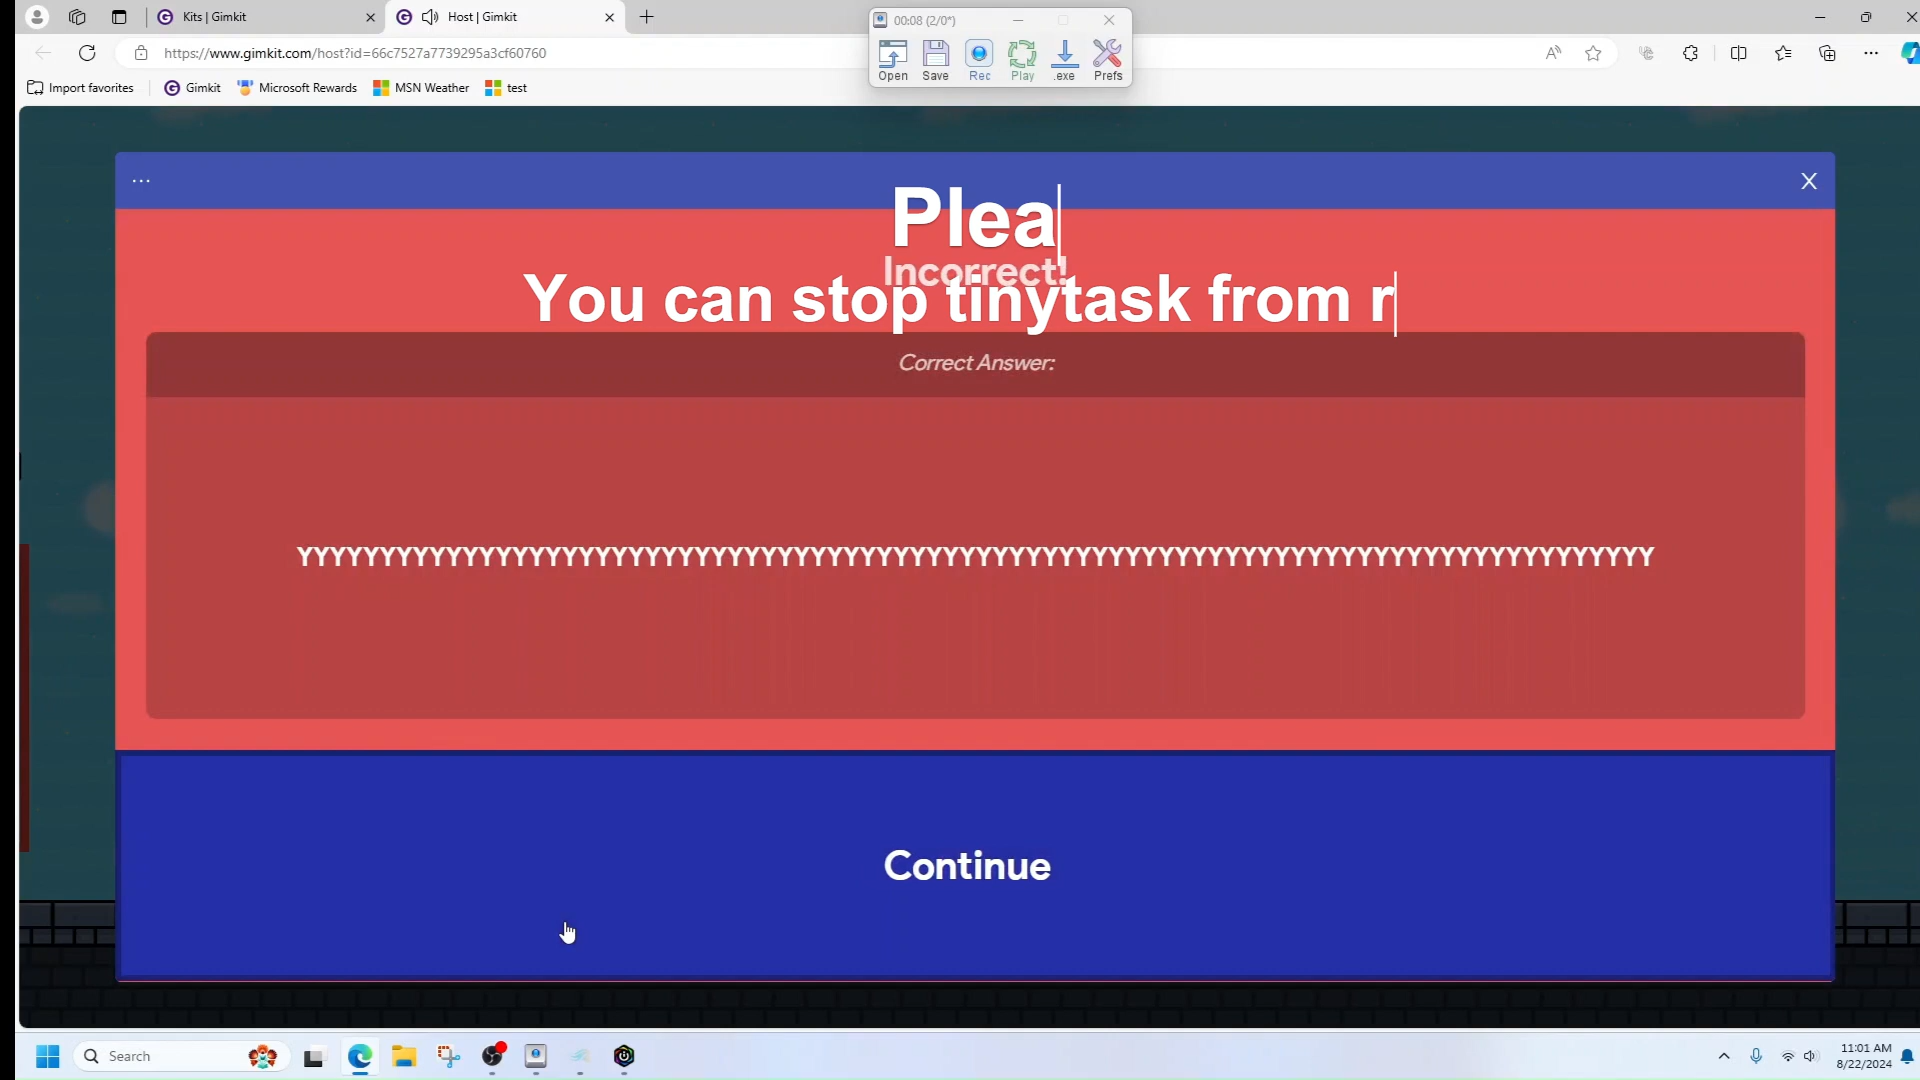 Kits | Gimkit
Host | Gimkit
00:08 (2/0*)
https://www.gimkit.com/host?id=66c7527a7739295a3cf60760
Open Save Rec Play .exe Prefs
Import favorites
Gimkit
Microsoft Rewards
MSN Weather
test
... X
Plea
Incorrect!
You can stop tinytask from r
Correct Answer:
YYYYYYYYYYYYYYYYYYYYYYYYYYYYYYYYYYYYYYYYYYYYYYYYYYYYYYYYYYYYYYYYYYYYYYYYYYYYYYYYYY
Continue
Search
11:01 AM
8/22/2024